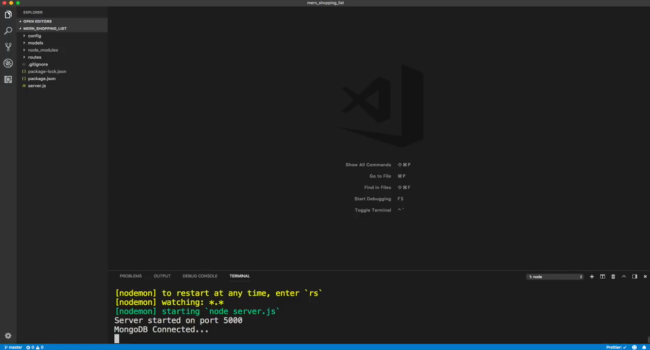 mern_shopping_list
EXPLORER
OPEN EDITORS
MERN_SHOPPING_LIST
config
models
node_modules
routes
.gitignore
{} package-lock.json
{} package.json
server.js
Show All Commands ⇧⌘P
Go to File ⌘P
Find in Files ⇧⌘F
Start Debugging F5
Toggle Terminal ^`
PROBLEMS OUTPUT DEBUG CONSOLE TERMINAL
1: node
[nodemon] to restart at any time, enter `rs`
[nodemon] watching: *.*
[nodemon] starting `node server.js`
Server started on port 5000
MongoDB Connected...
master 0 0 Prettier: ✓